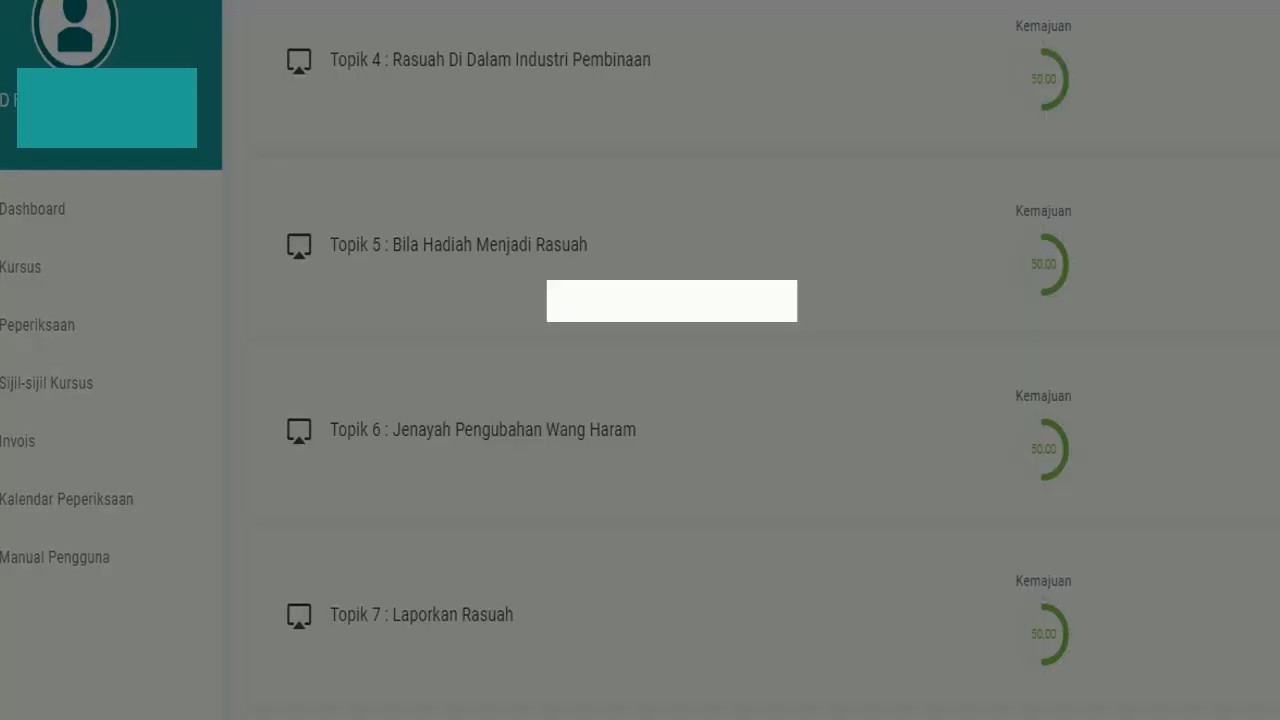 Dashboard
Kursus
Peperiksaan
Sijil-sijil Kursus
Invois
Kalendar Peperiksaan
Manual Pengguna
Topik 4 : Rasuah Di Dalam Industri Pembinaan
Kemajuan
50.00
Topik 5 : Bila Hadiah Menjadi Rasuah
Kemajuan
50.00
Topik 6 : Jenayah Pengubahan Wang Haram
Kemajuan
50.00
Topik 7 : Laporkan Rasuah
Kemajuan
50.00